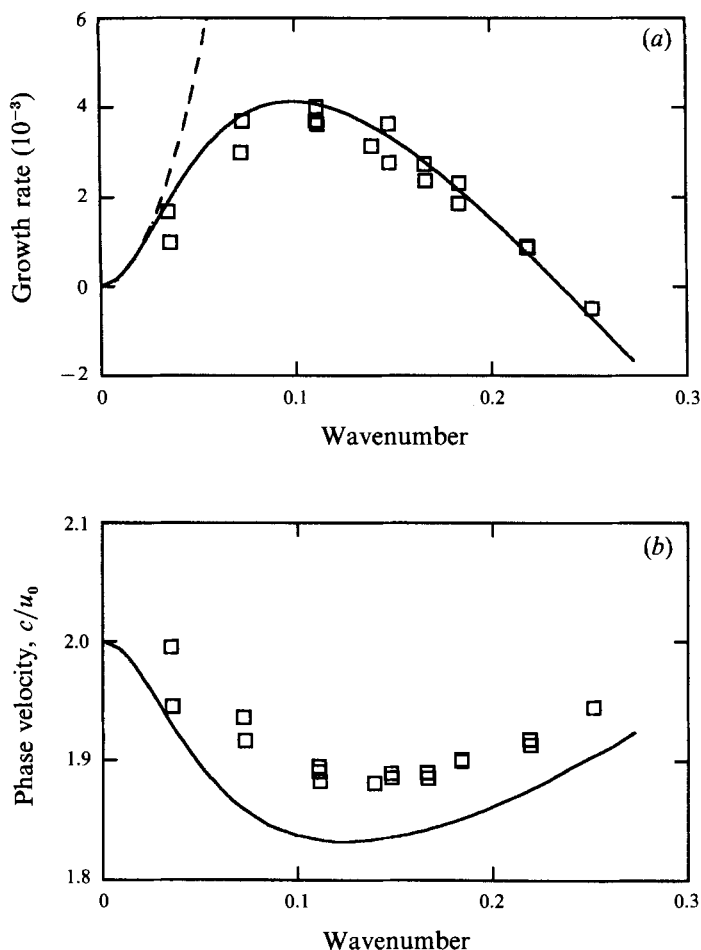 (a)
6
4
2
0
−2
Growth rate (10⁻³)
0
0.1
0.2
0.3
Wavenumber
(b)
2.1
2.0
1.9
1.8
Phase velocity, c/u₀
0
0.1
0.2
0.3
Wavenumber